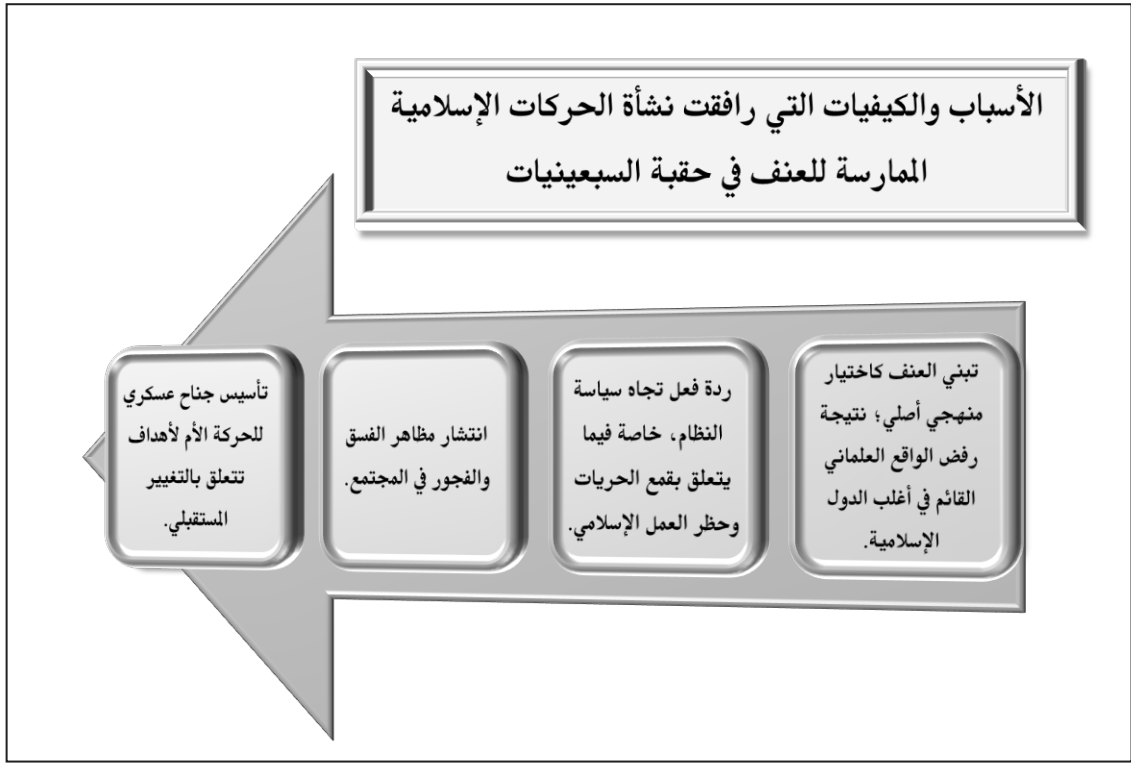 الأسباب والكيفيات التي رافقت نشأة الحركات الإسلامية
الممارسة للعنف في حقبة السبعينيات
تبني العنف كاختيار
منهجي أصلي؛ نتيجة
رفض الواقع العلماني
القائم في أغلب الدول
الإسلامية.
ردة فعل تجاه سياسة
النظام، خاصة فيما
يتعلق بقمع الحريات
وحظر العمل الإسلامي.
انتشار مظاهر الفسق
والفجور في المجتمع.
تأسيس جناح عسكري
للحركة الأم لأهداف
تتعلق بالتغيير
المستقبلي.